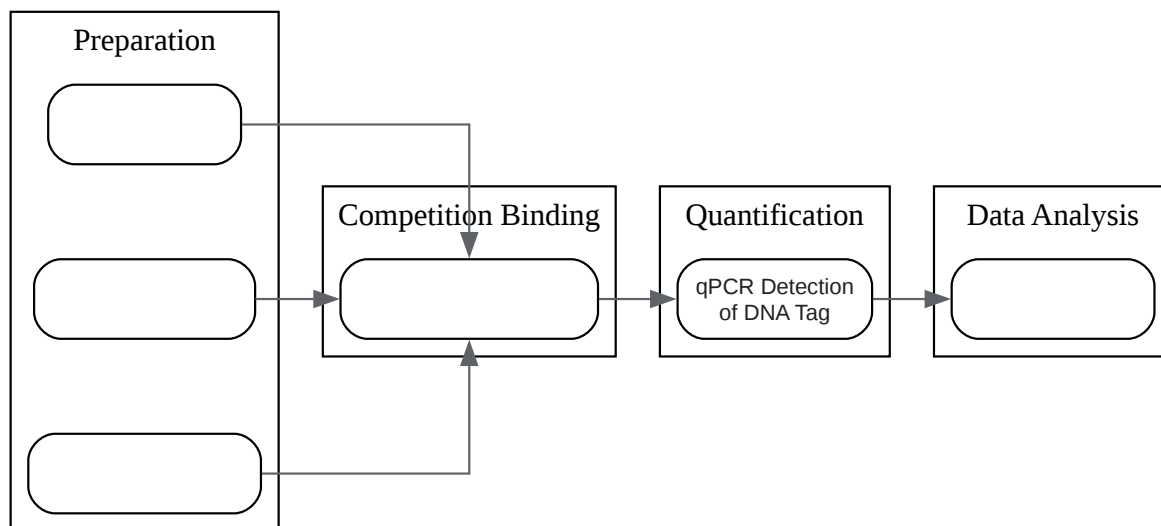 Preparation
Competition Binding
Quantification
Data Analysis
qPCR Detection
of DNA Tag